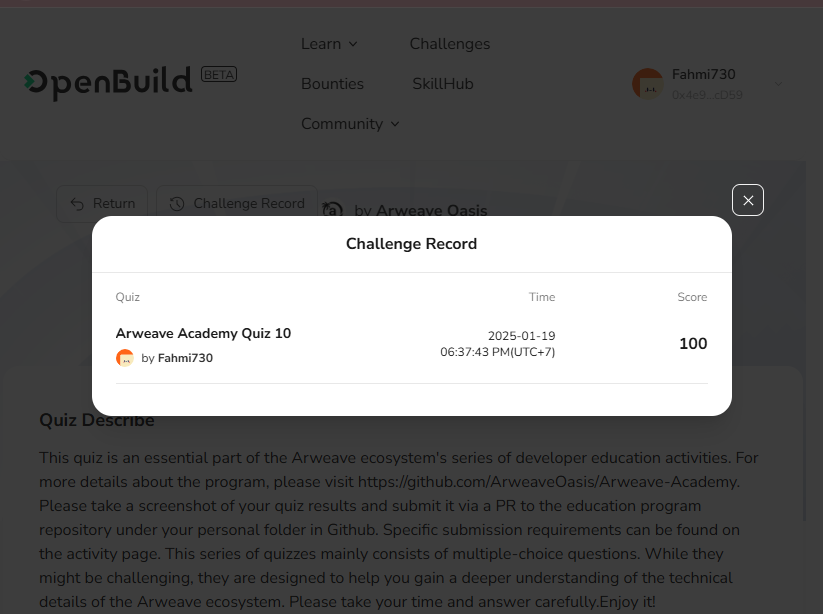 Learn
Challenges
OpenBuild BETA
Bounties
SkillHub
Fahmi730
0x4e9...cD59
Community
Return
Challenge Record
by Arweave Oasis
Challenge Record
Quiz
Time
Score
Arweave Academy Quiz 10
by Fahmi730
2025-01-19
06:37:43 PM(UTC+7)
100
Quiz Describe
This quiz is an essential part of the Arweave ecosystem's series of developer education activities. For
more details about the program, please visit https://github.com/ArweaveOasis/Arweave-Academy.
Please take a screenshot of your quiz results and submit it via a PR to the education program
repository under your personal folder in Github. Specific submission requirements can be found on
the activity page. This series of quizzes mainly consists of multiple-choice questions. While they
might be challenging, they are designed to help you gain a deeper understanding of the technical
details of the Arweave ecosystem. Please take your time and answer carefully.Enjoy it!